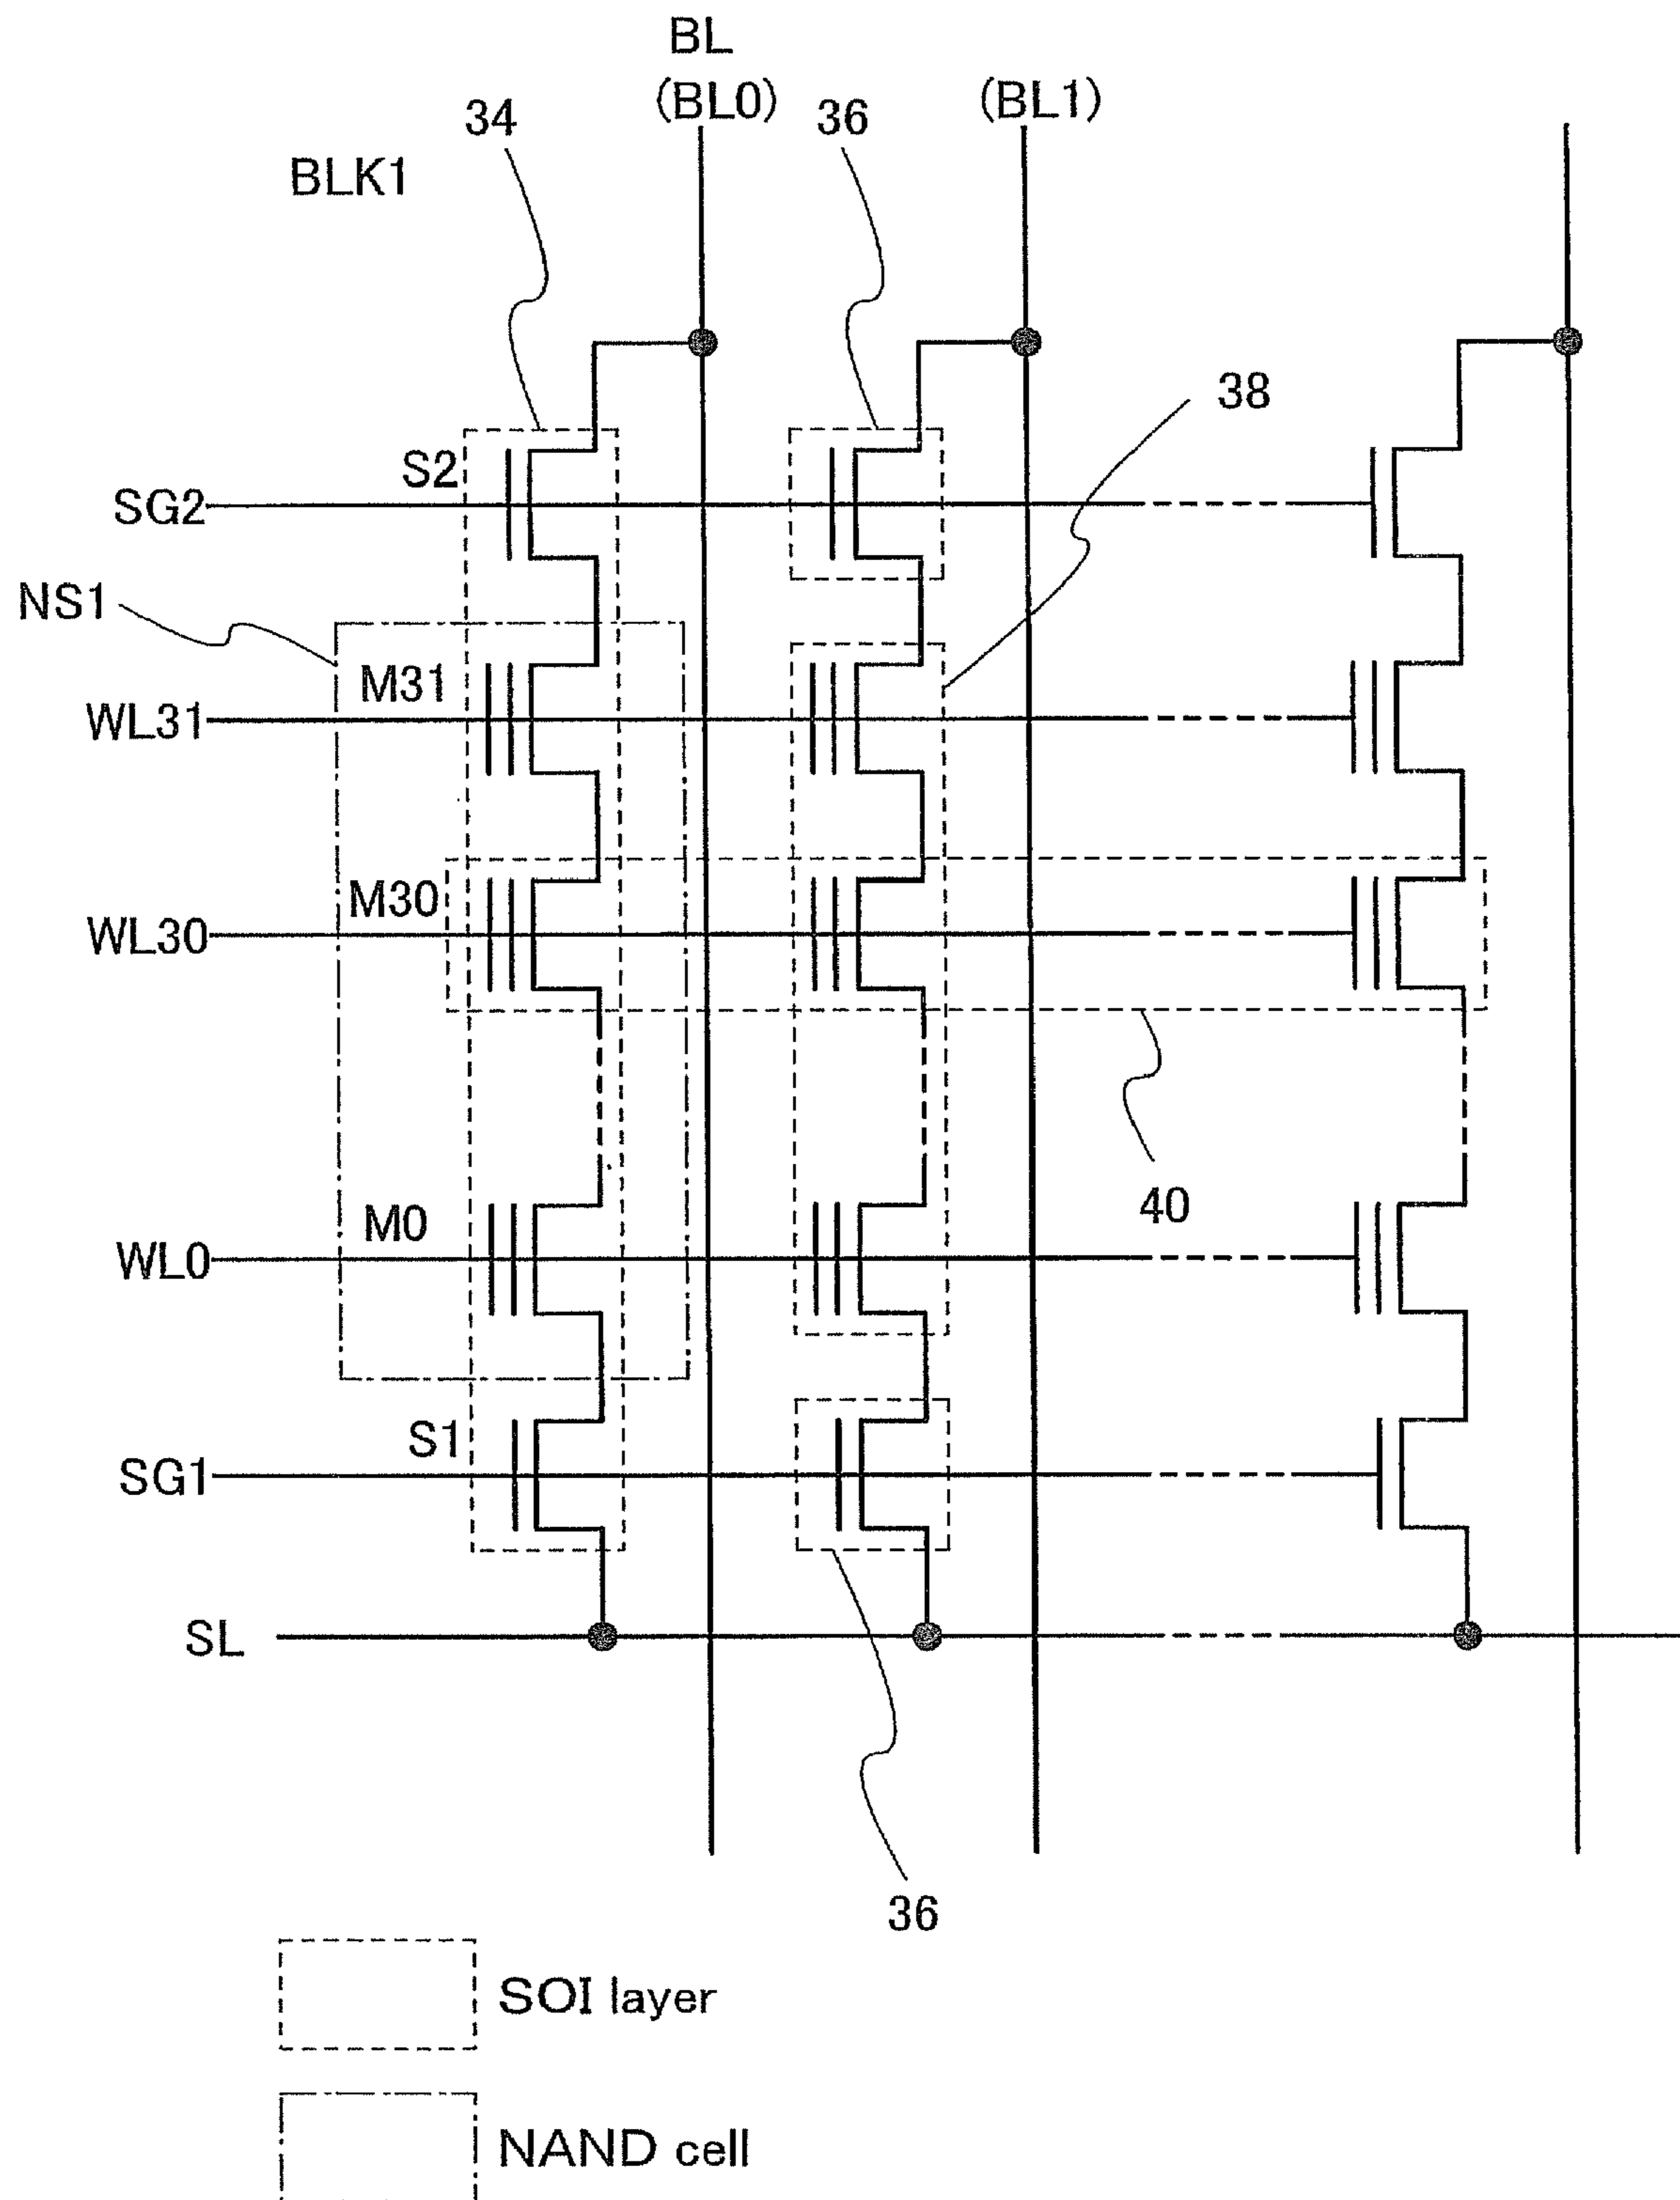 BL
(BL0)
(BL1)
34
36
BLK1
38
S2
SG2
NS1
M31
WL31
M30
WL30
40
M0
WL0
S1
SG1
SL
36
SOI layer
NAND cell